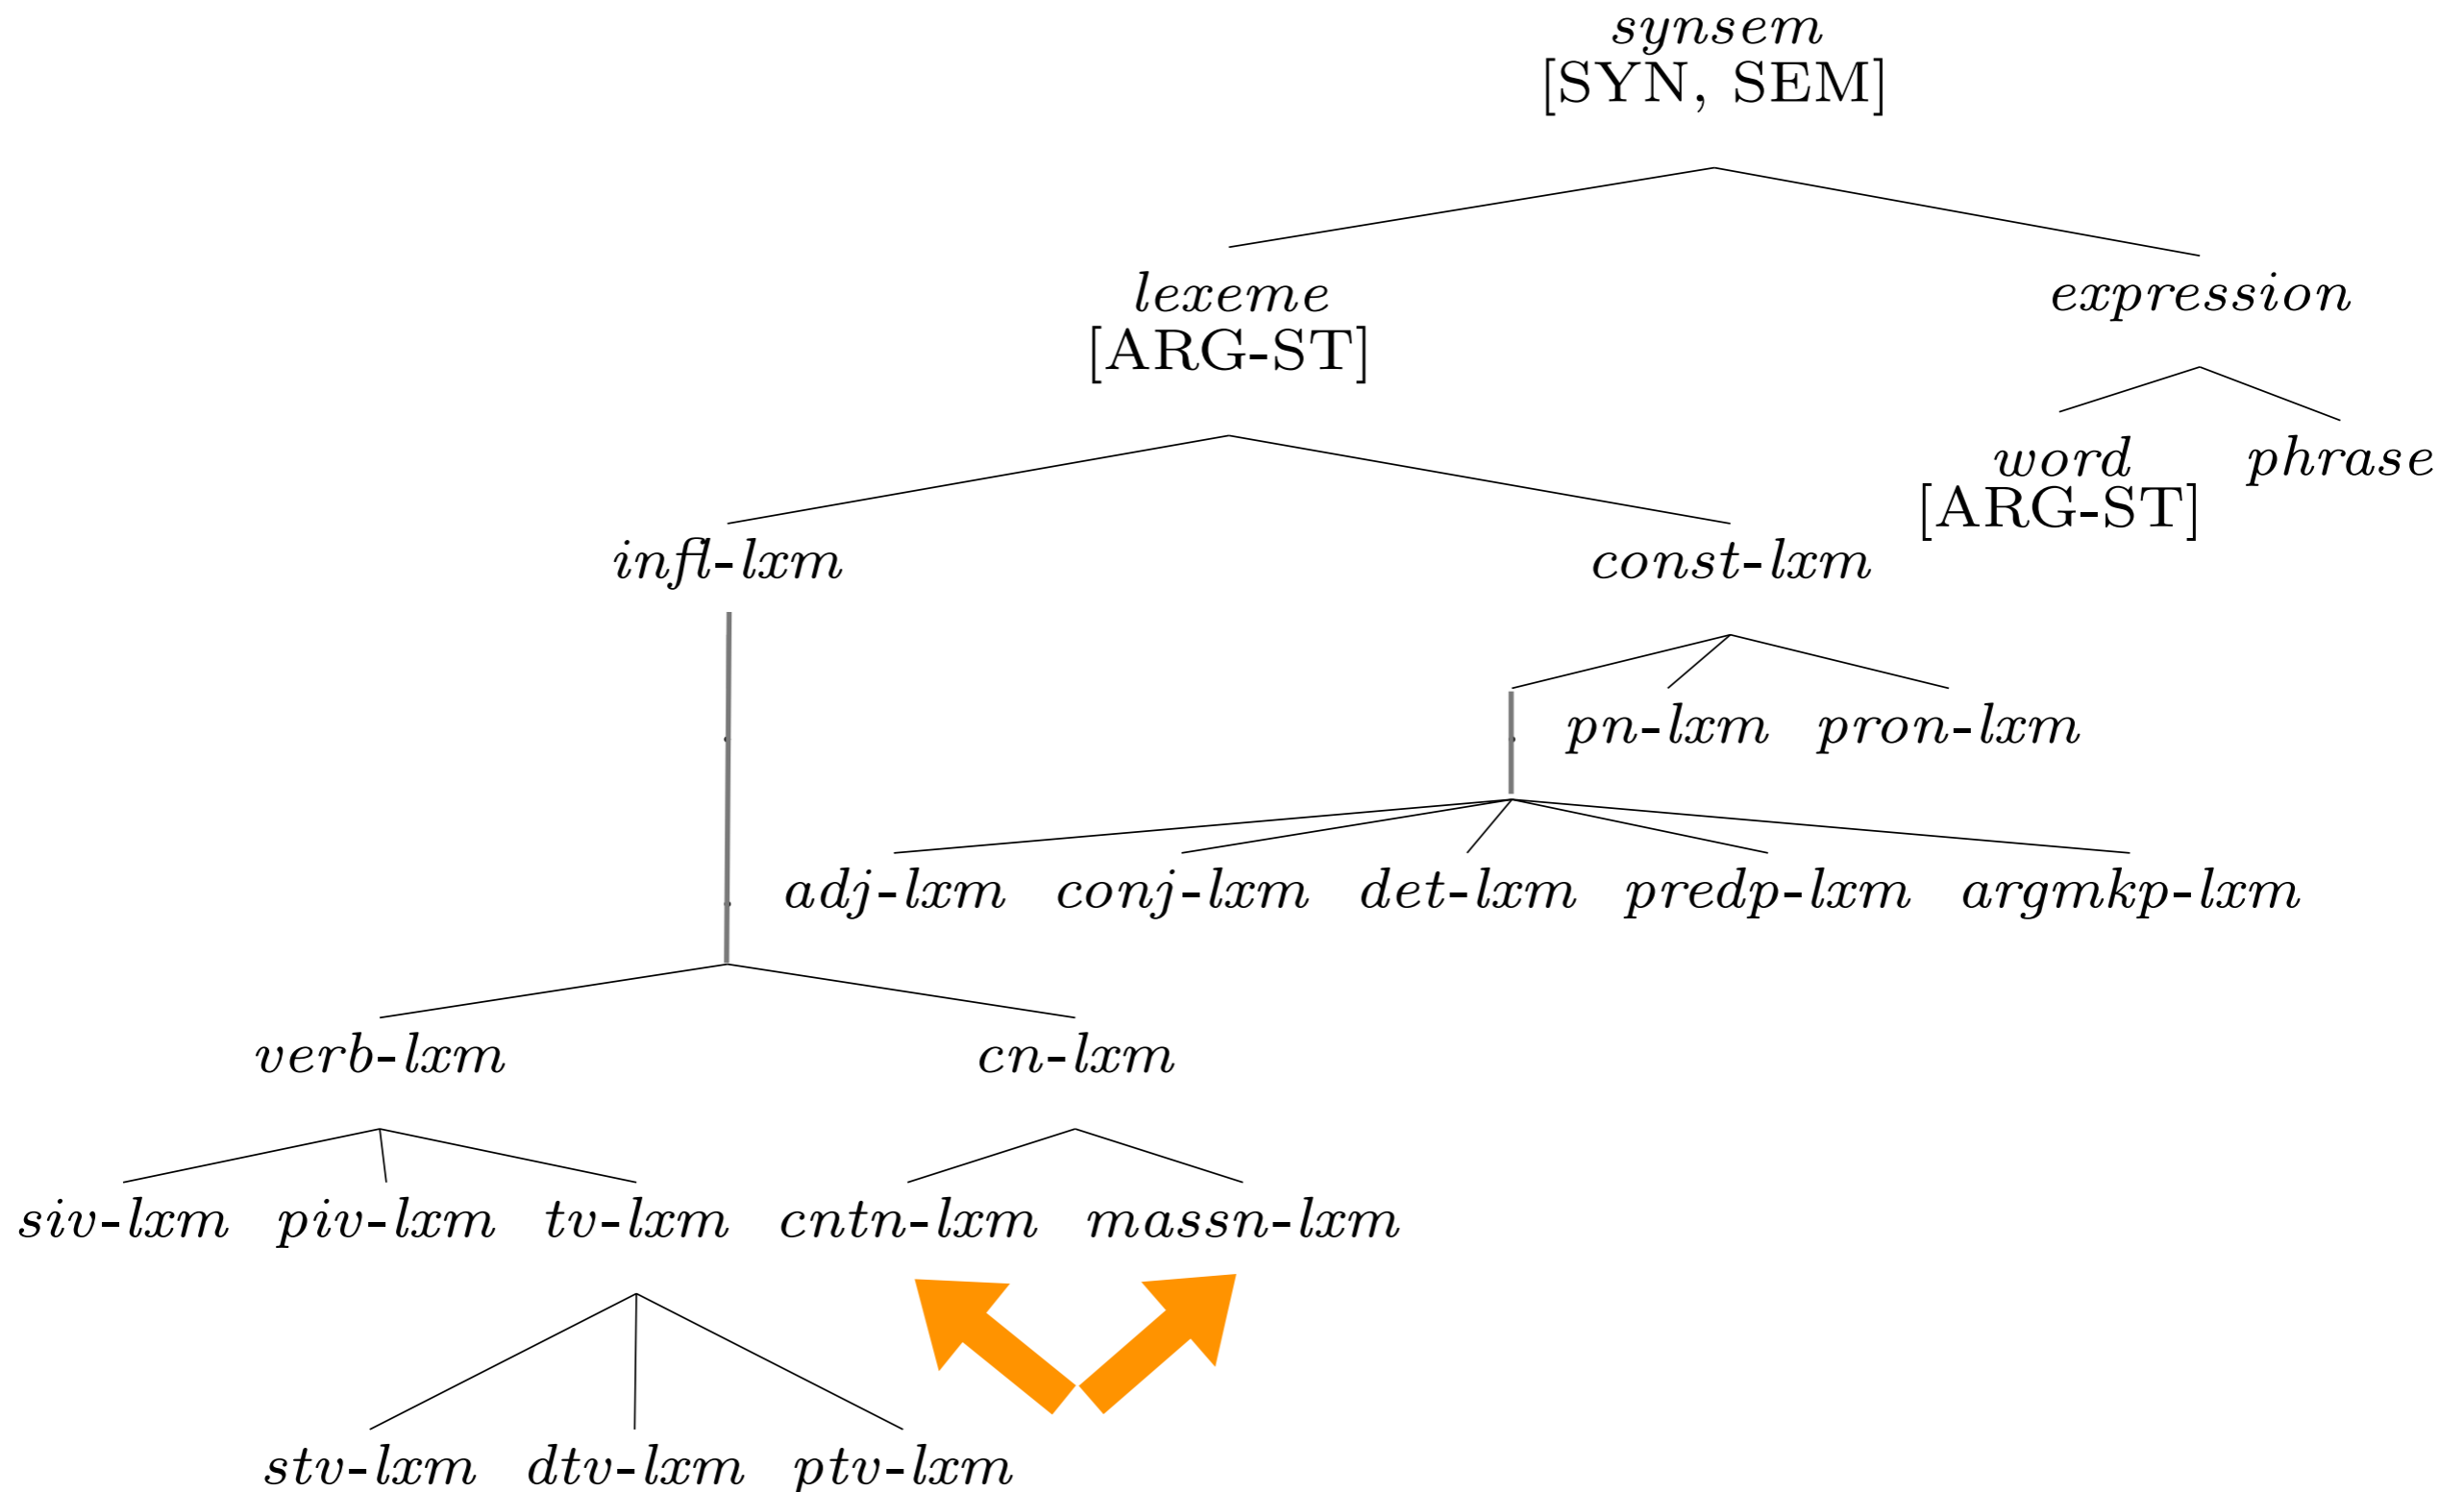 synsem
[SYN, SEM]
lexeme
[ARG-ST]
expression
word
[ARG-ST]
phrase
infl-lxm
const-lxm
pn-lxm
pron-lxm
adj-lxm
conj-lxm
det-lxm
predp-lxm
argmkp-lxm
verb-lxm
cn-lxm
siv-lxm
piv-lxm
tv-lxm
cntn-lxm
massn-lxm
stv-lxm
dtv-lxm
ptv-lxm